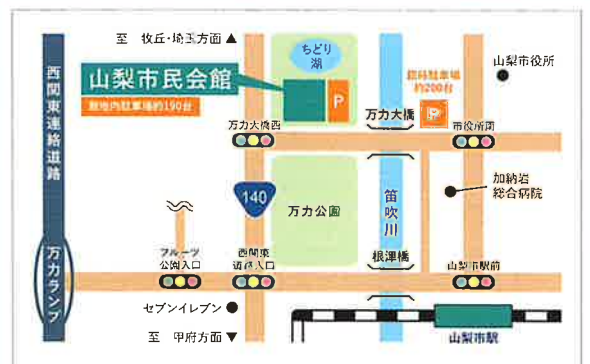 至 牧丘・埼玉方面▲
ちどり
湖
西関東連絡道路
山梨市民会館
敷地内駐車場約190台
P
臨時駐車場
約200台
P
山梨市役所
万力大橋
万力大橋西
市役所南
140
万力公園
笛吹川
加納岩
総合病院
万力ランプ
フルーツ
公園入口
西関東
道路入口
根津橋
山梨市駅前
セブンイレブン
至 甲府方面▼
山梨市駅